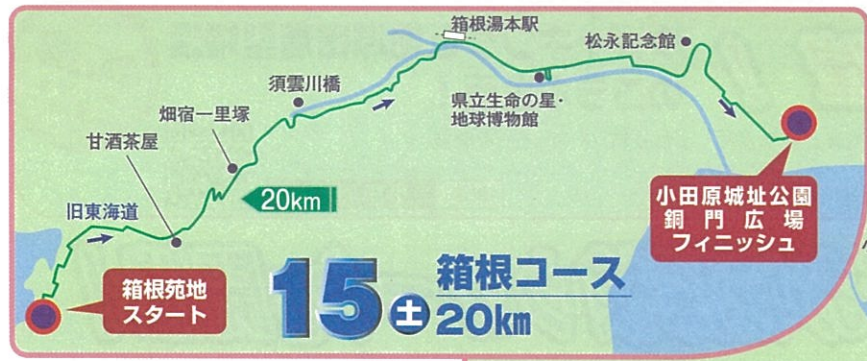 箱根湯本駅
松永記念館
須雲川橋
県立生命の星・
地球博物館
畑宿一里塚
甘酒茶屋
20km
旧東海道
小田原城址公園
銅門広場
フィニッシュ
箱根苑地
スタート
15土
箱根コース
20km